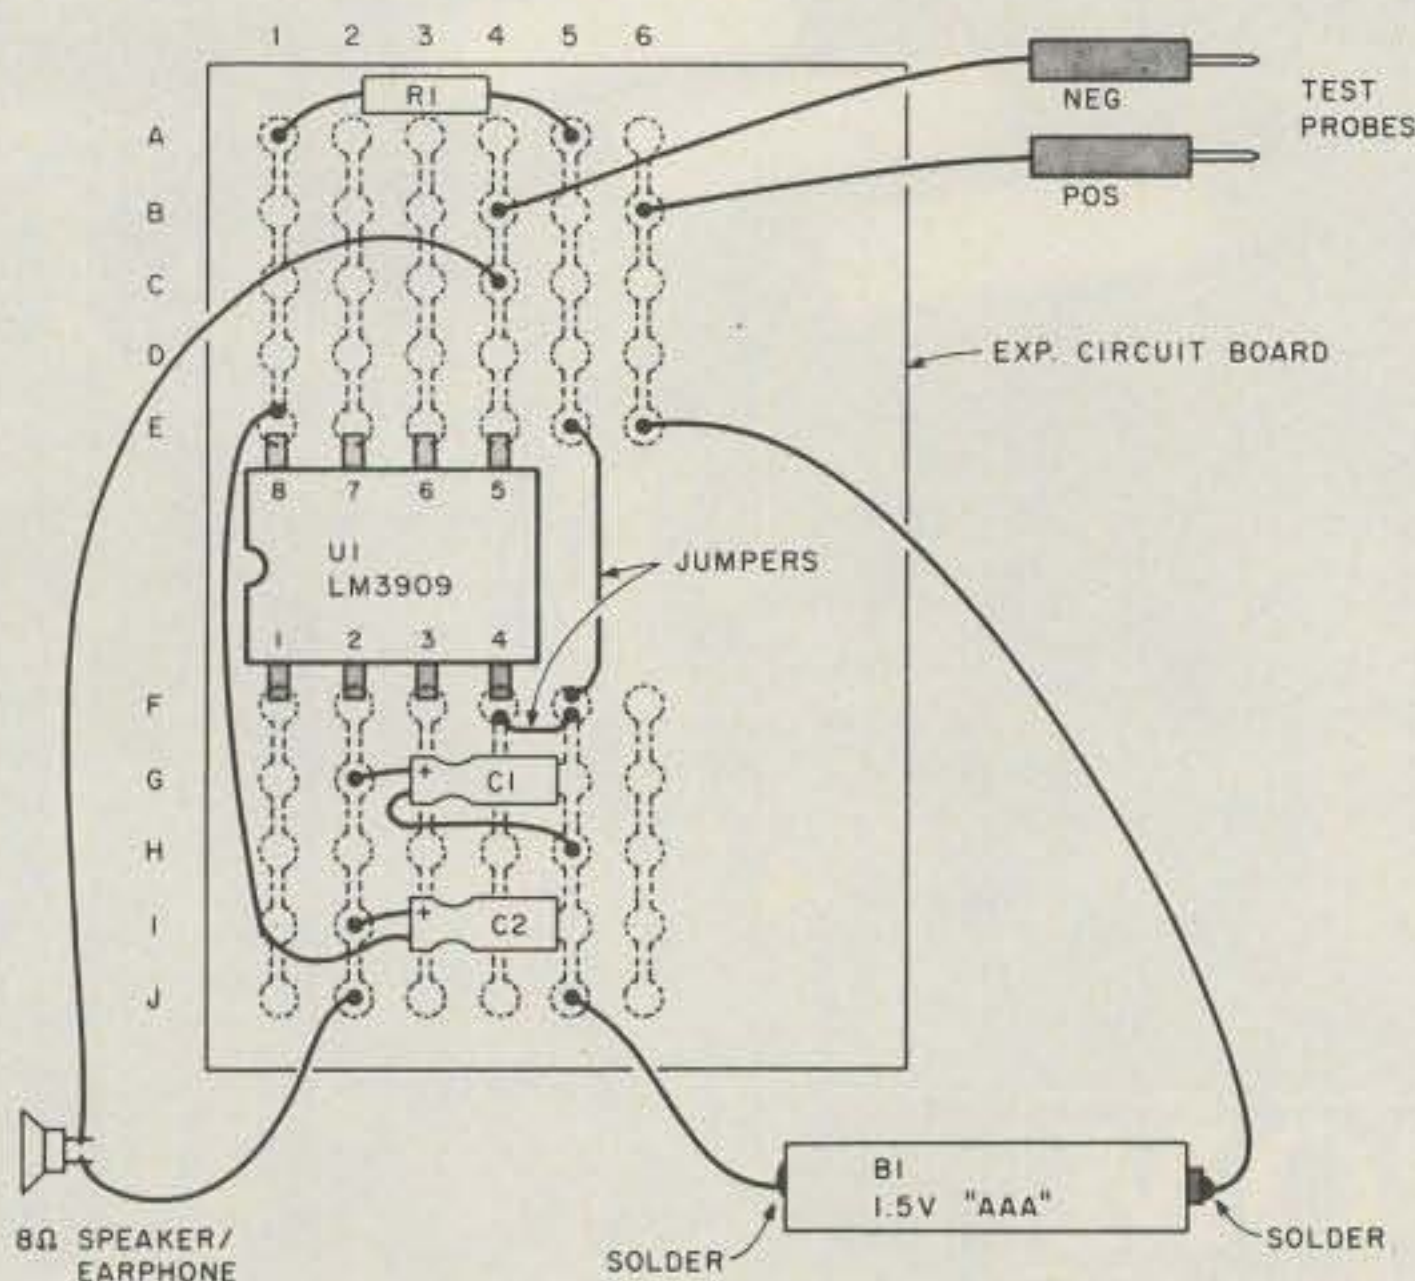 1 2 3 4 5 6
R1
NEG
TEST
PROBES
POS
A
B
C
D
EXP. CIRCUIT BOARD
E
8 7 6 5
U1
LM3909
JUMPERS
1 2 3 4
F
G
+ C1
H
I
+ C2
J
B1
1.5V "AAA"
SOLDER
SOLDER
8Ω SPEAKER/
EARPHONE